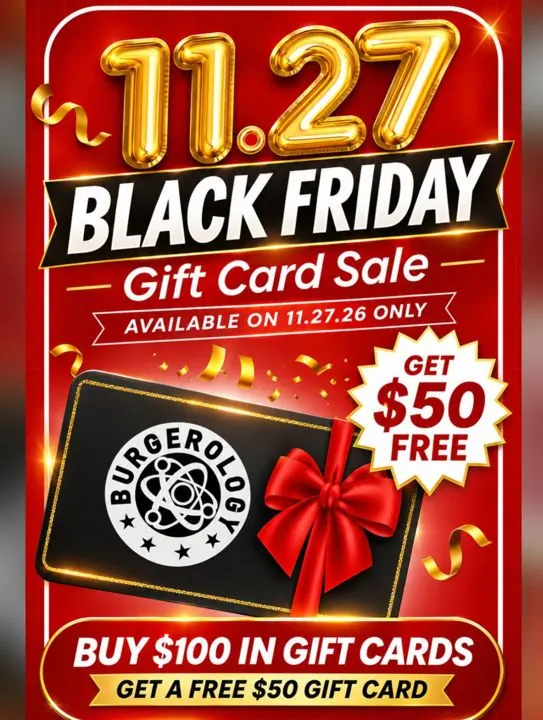 11.27
BLACK FRIDAY
Gift Card Sale
AVAILABLE ON 11.27.26 ONLY
GET
$50
FREE
BURGEROLOGY
BUY $100 IN GIFT CARDS
GET A FREE $50 GIFT CARD